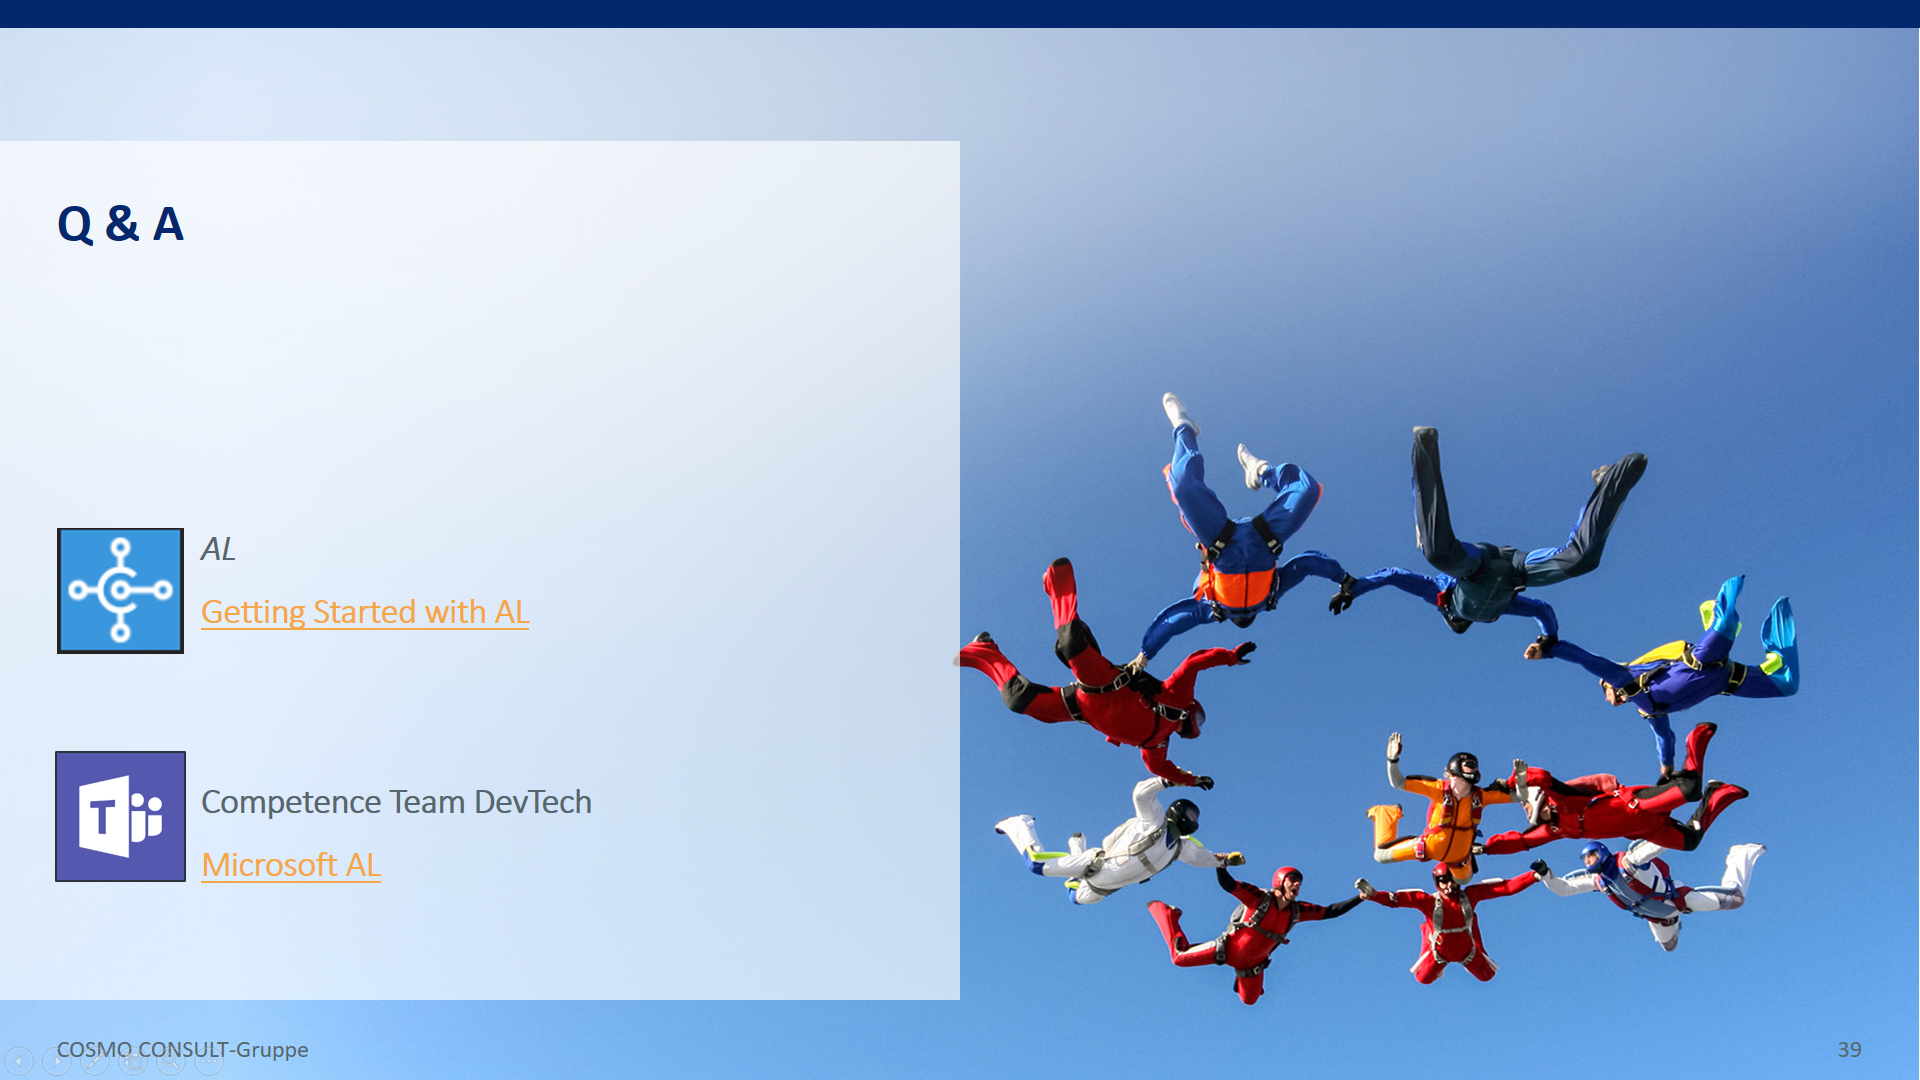 Q & A
AL
Getting Started with AL
T
Competence Team DevTech
Microsoft AL
COSMO CONSULT-Gruppe
39